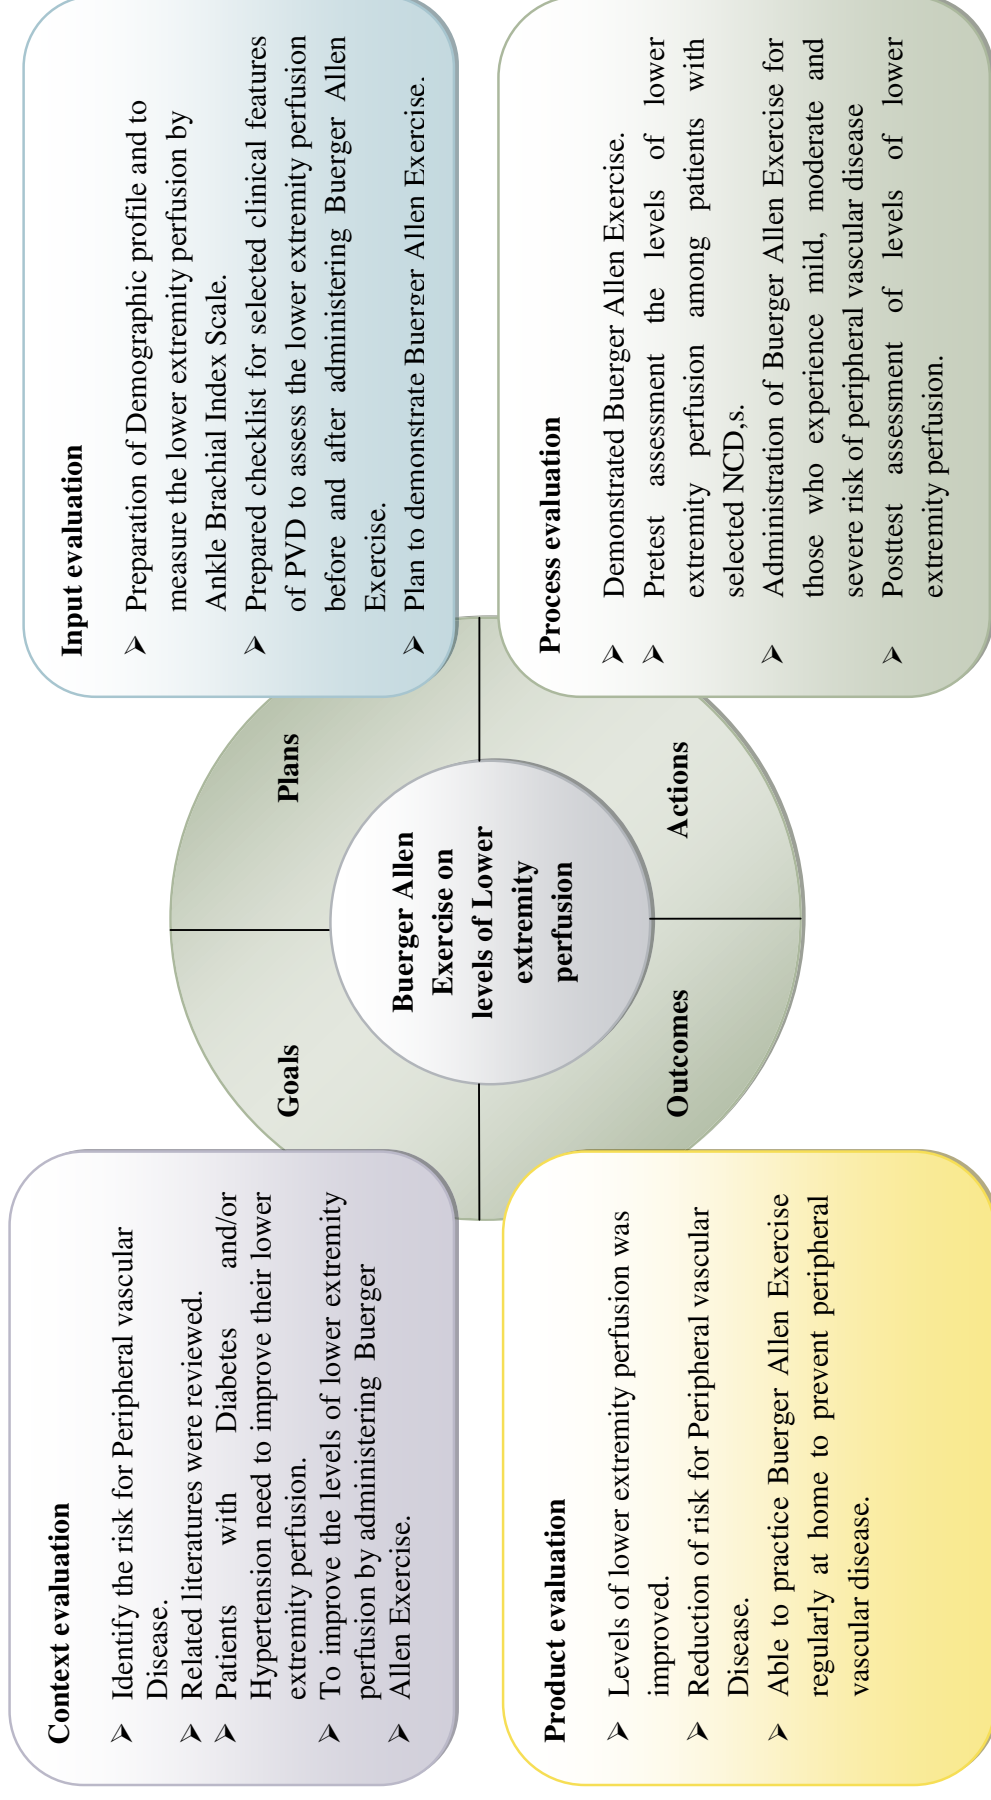 Context evaluation
➤ Identify the risk for Peripheral vascular
Disease.
➤ Related literatures were reviewed.
➤ Patients with Diabetes and/or
Hypertension need to improve their lower
extremity perfusion.
➤ To improve the levels of lower extremity
perfusion by administering Buerger
➤ Allen Exercise.
Input evaluation
➤ Preparation of Demographic profile and to
measure the lower extremity perfusion by
Ankle Brachial Index Scale.
➤ Prepared checklist for selected clinical features
of PVD to assess the lower extremity perfusion
before and after administering Buerger Allen
Exercise.
➤ Plan to demonstrate Buerger Allen Exercise.
Goals
Plans
Buerger Allen
Exercise on
levels of Lower
extremity
perfusion
Outcomes
Actions
Product evaluation
➤ Levels of lower extremity perfusion was
improved.
➤ Reduction of risk for Peripheral vascular
Disease.
➤ Able to practice Buerger Allen Exercise
regularly at home to prevent peripheral
vascular disease.
Process evaluation
➤ Demonstrated Buerger Allen Exercise.
➤ Pretest assessment the levels of lower
extremity perfusion among patients with
selected NCD,s.
➤ Administration of Buerger Allen Exercise for
those who experience mild, moderate and
severe risk of peripheral vascular disease
➤ Posttest assessment of levels of lower
extremity perfusion.